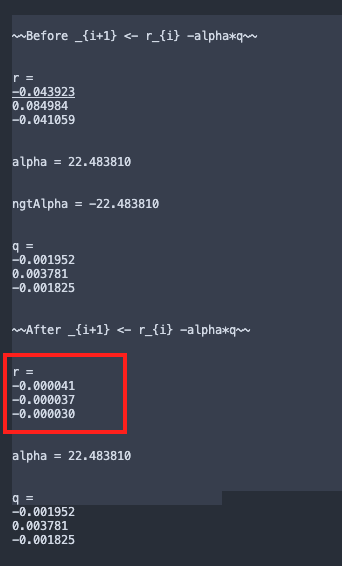 ~~Before _{i+1} <- r_{i} -alpha*q~~
r =
-0.043923
0.084984
-0.041059
alpha = 22.483810
ngtAlpha = -22.483810
q =
-0.001952
0.003781
-0.001825
~~After _{i+1} <- r_{i} -alpha*q~~
r =
-0.000041
-0.000037
-0.000030
alpha = 22.483810
q =
-0.001952
0.003781
-0.001825